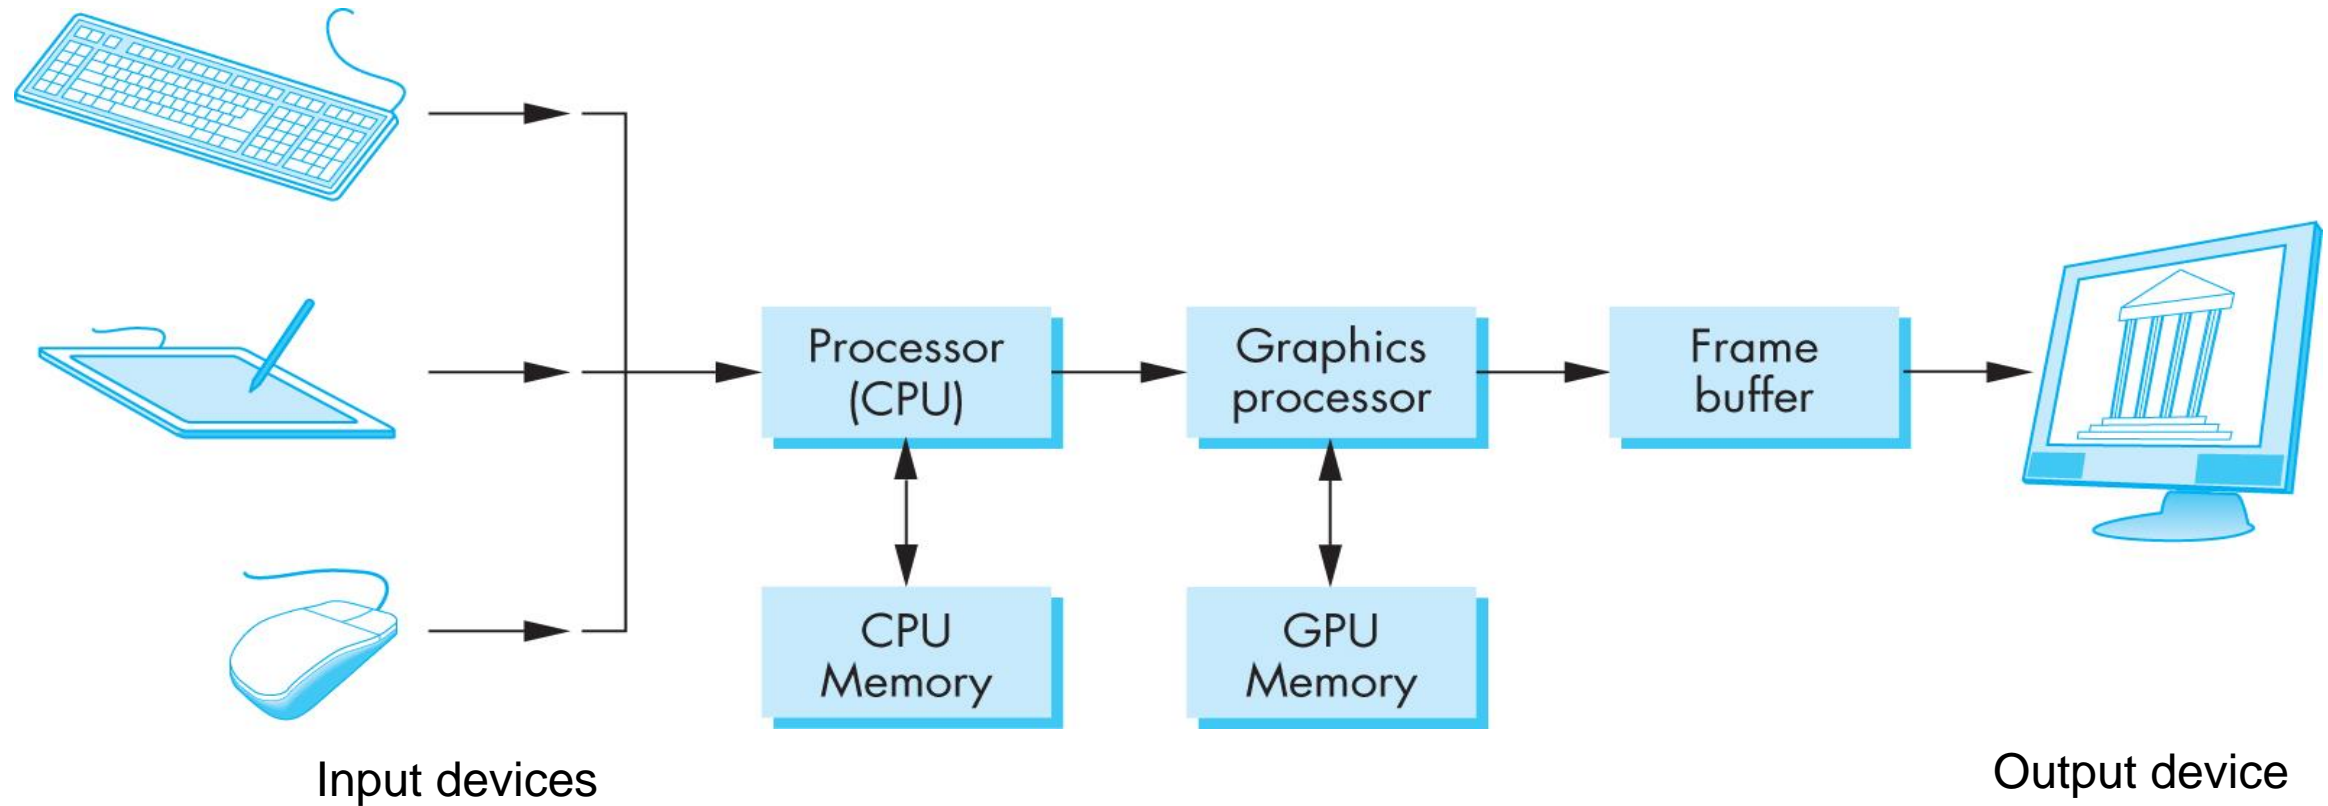 Processor
(CPU)
Graphics
processor
Frame
buffer
CPU
Memory
GPU
Memory
Input devices
Output device